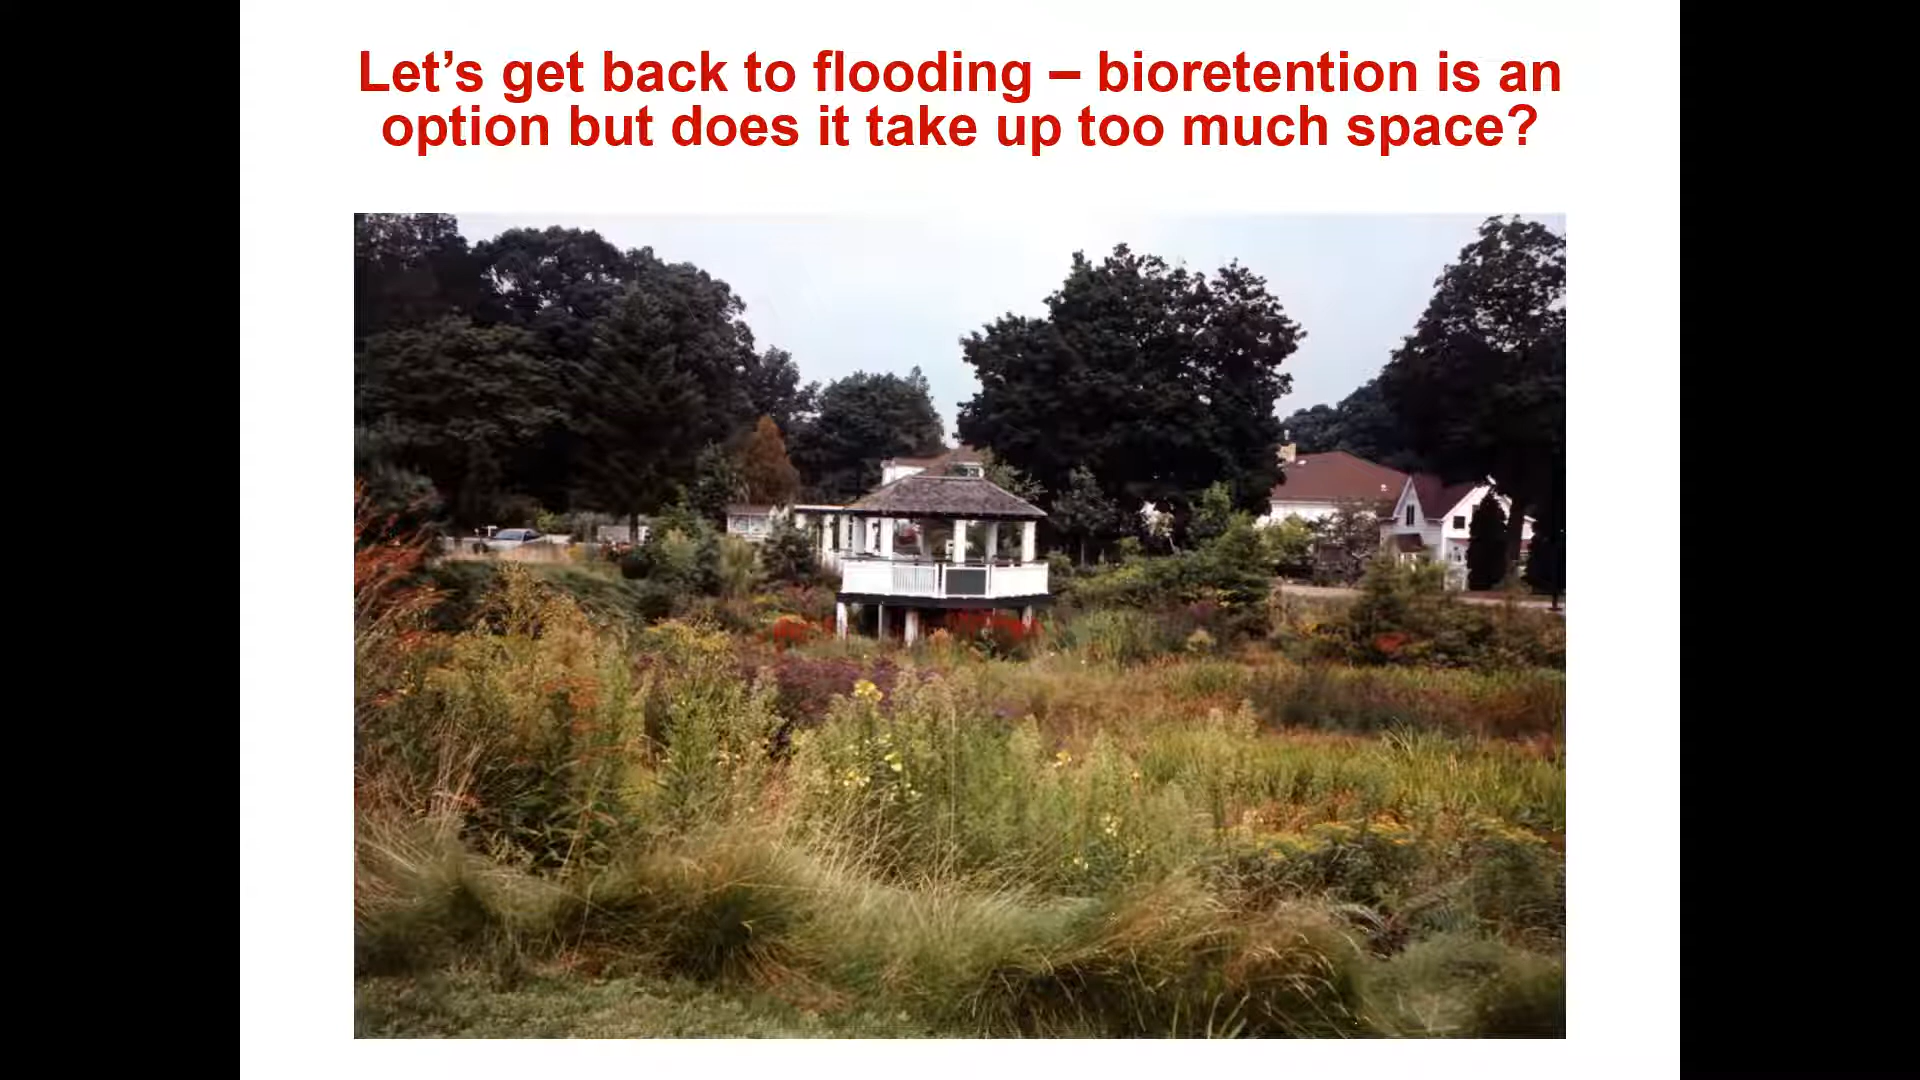 Let’s get back to flooding – bioretention is an
option but does it take up too much space?